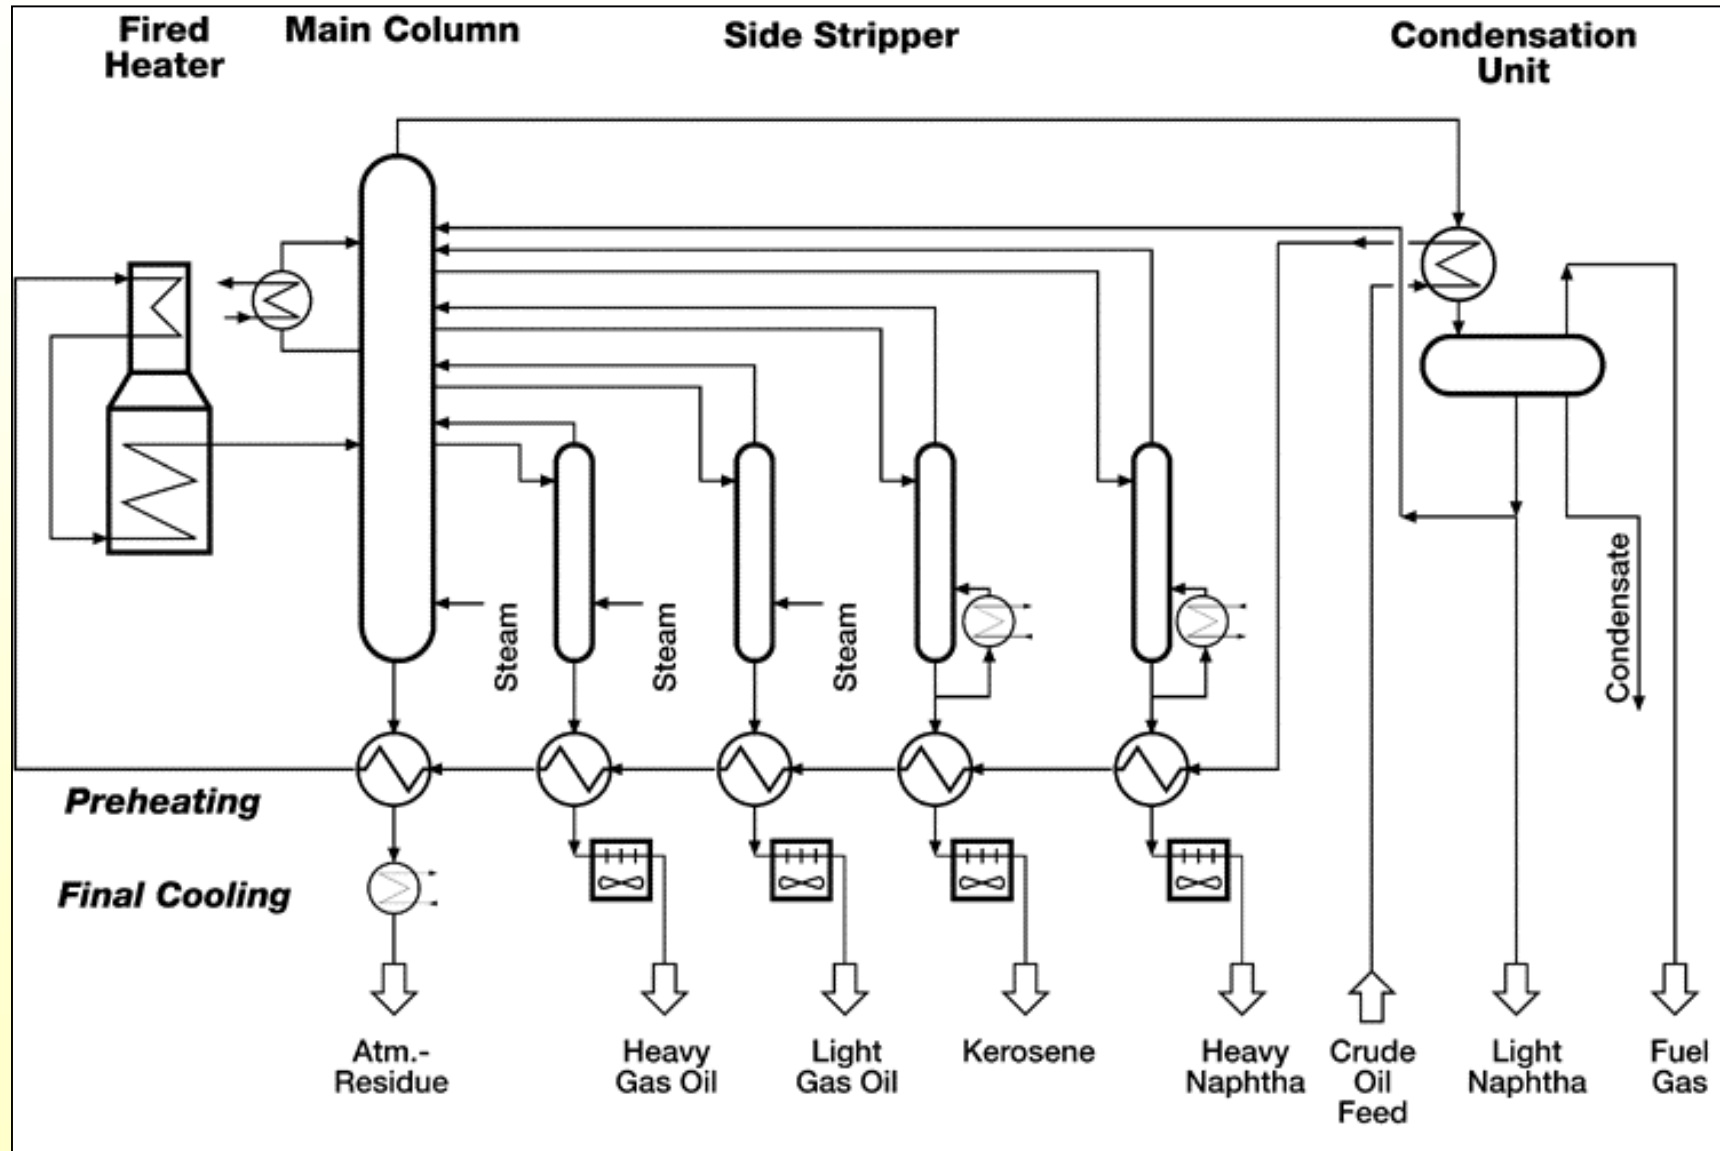 Fired
Heater
Main Column
Side Stripper
Condensation
Unit
Steam
Steam
Steam
Condensate
Preheating
Final Cooling
Atm.-
Residue
Heavy
Gas Oil
Light
Gas Oil
Kerosene
Heavy
Naphtha
Crude
Oil
Feed
Light
Naphtha
Fuel
Gas